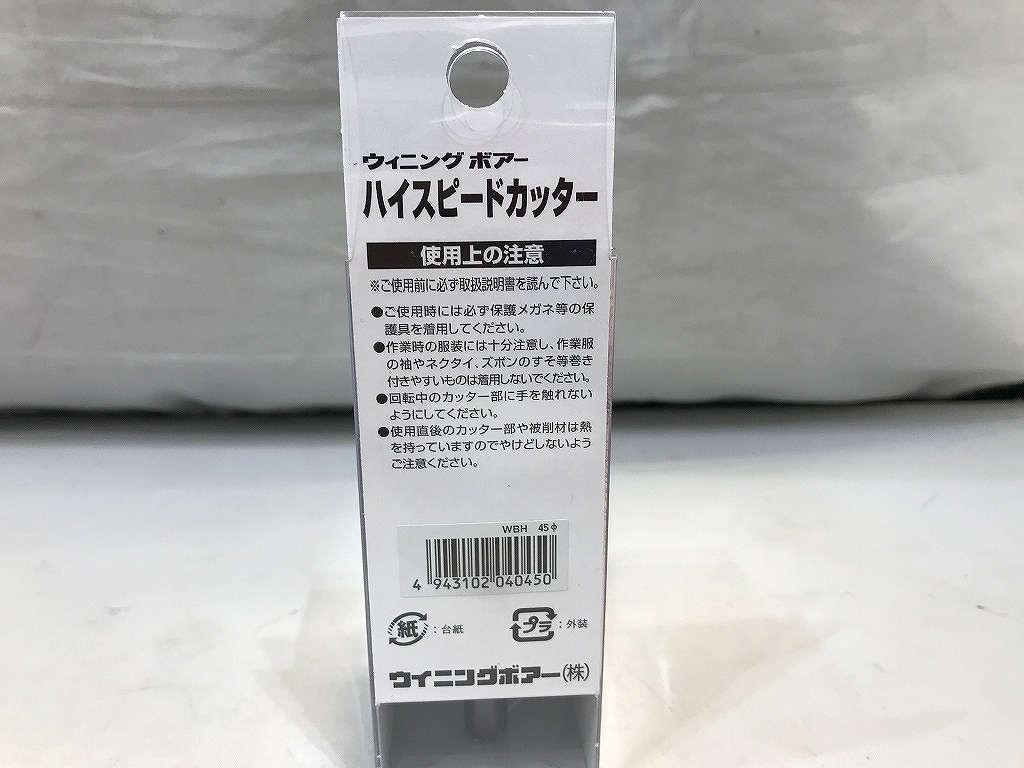 ウィニング ボアー
ハイスピードカッター
使用上の注意
※ご使用前に必ず取扱説明書を読んで下さい。
●ご使用時には必ず保護メガネ等の保
護具を着用してください。
●作業時の服装には十分注意し、作業服
の袖やネクタイ、ズボンのすそ等巻き
付きやすいものは着用しないでください。
●回転中のカッター部に手を触れない
ようにしてください。
●使用直後のカッター部や被削材は熱
を持っていますのでやけどしないよう
ご注意ください。
WBH 45φ
4 943102 040450
紙 : 台紙
プラ : 外装
ウイニングボアー(株)